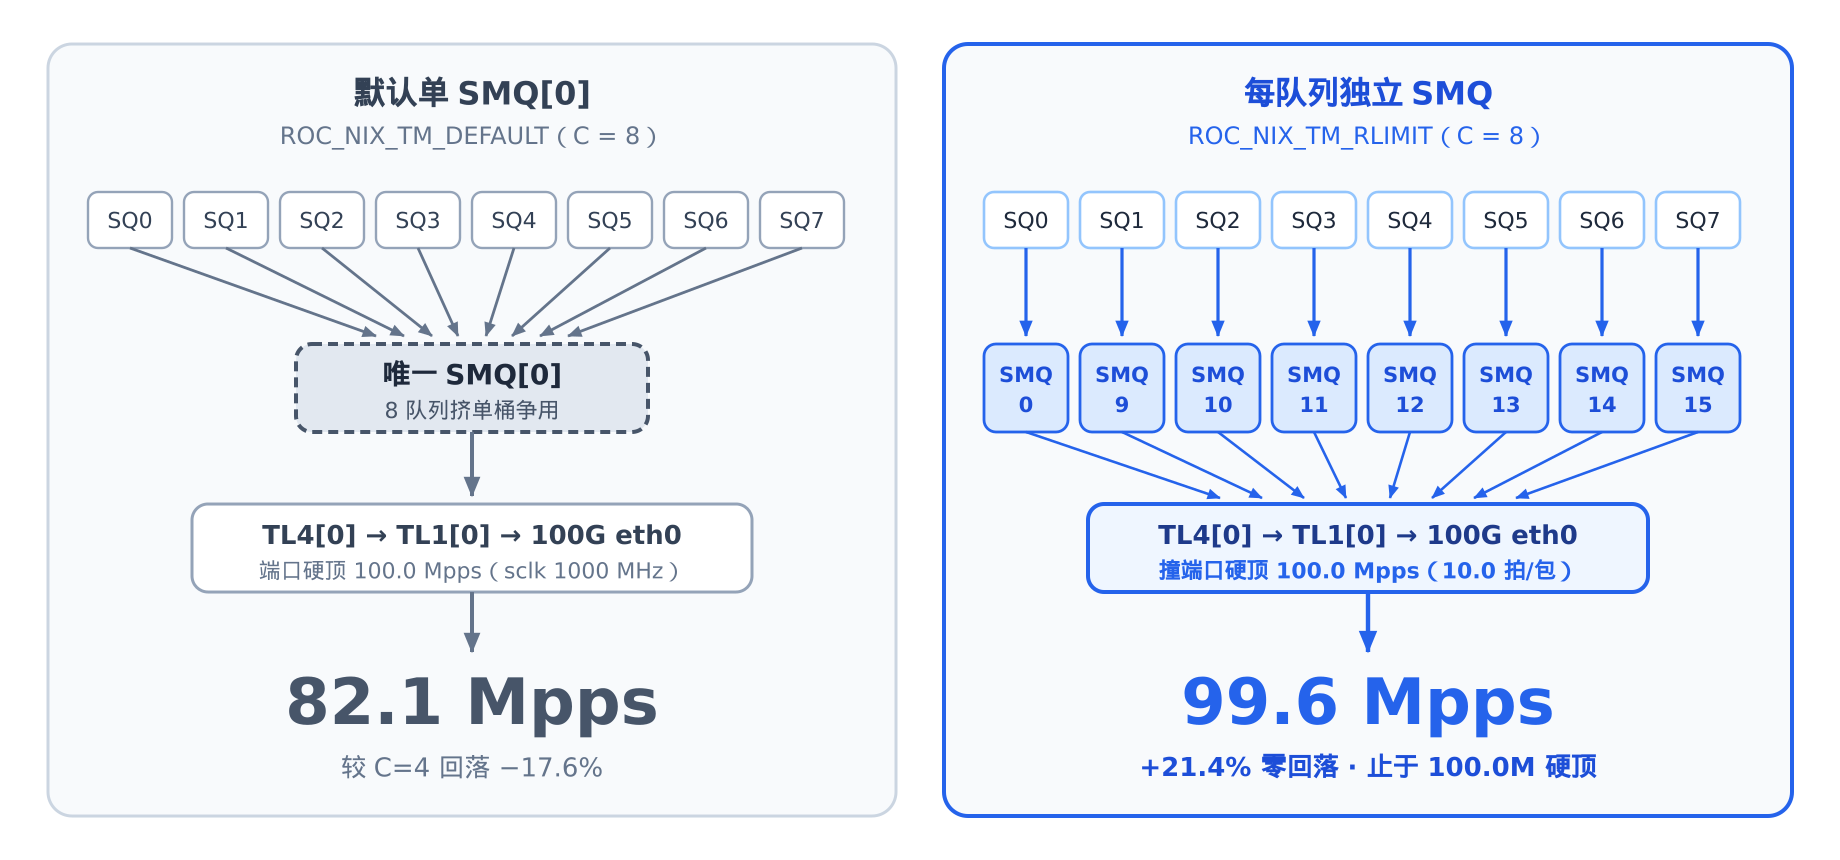 默认单 SMQ[0]
ROC_NIX_TM_DEFAULT（C = 8）
SQ0 SQ1 SQ2 SQ3 SQ4 SQ5 SQ6 SQ7
唯一 SMQ[0]
8 队列挤单桶争用
TL4[0] → TL1[0] → 100G eth0
端口硬顶 100.0 Mpps（sclk 1000 MHz）
82.1 Mpps
较 C=4 回落 −17.6%
每队列独立 SMQ
ROC_NIX_TM_RLIMIT（C = 8）
SQ0 SQ1 SQ2 SQ3 SQ4 SQ5 SQ6 SQ7
SMQ SMQ SMQ SMQ SMQ SMQ SMQ SMQ
0 9 10 11 12 13 14 15
TL4[0] → TL1[0] → 100G eth0
撞端口硬顶 100.0 Mpps（10.0 拍/包）
99.6 Mpps
+21.4% 零回落 · 止于 100.0M 硬顶